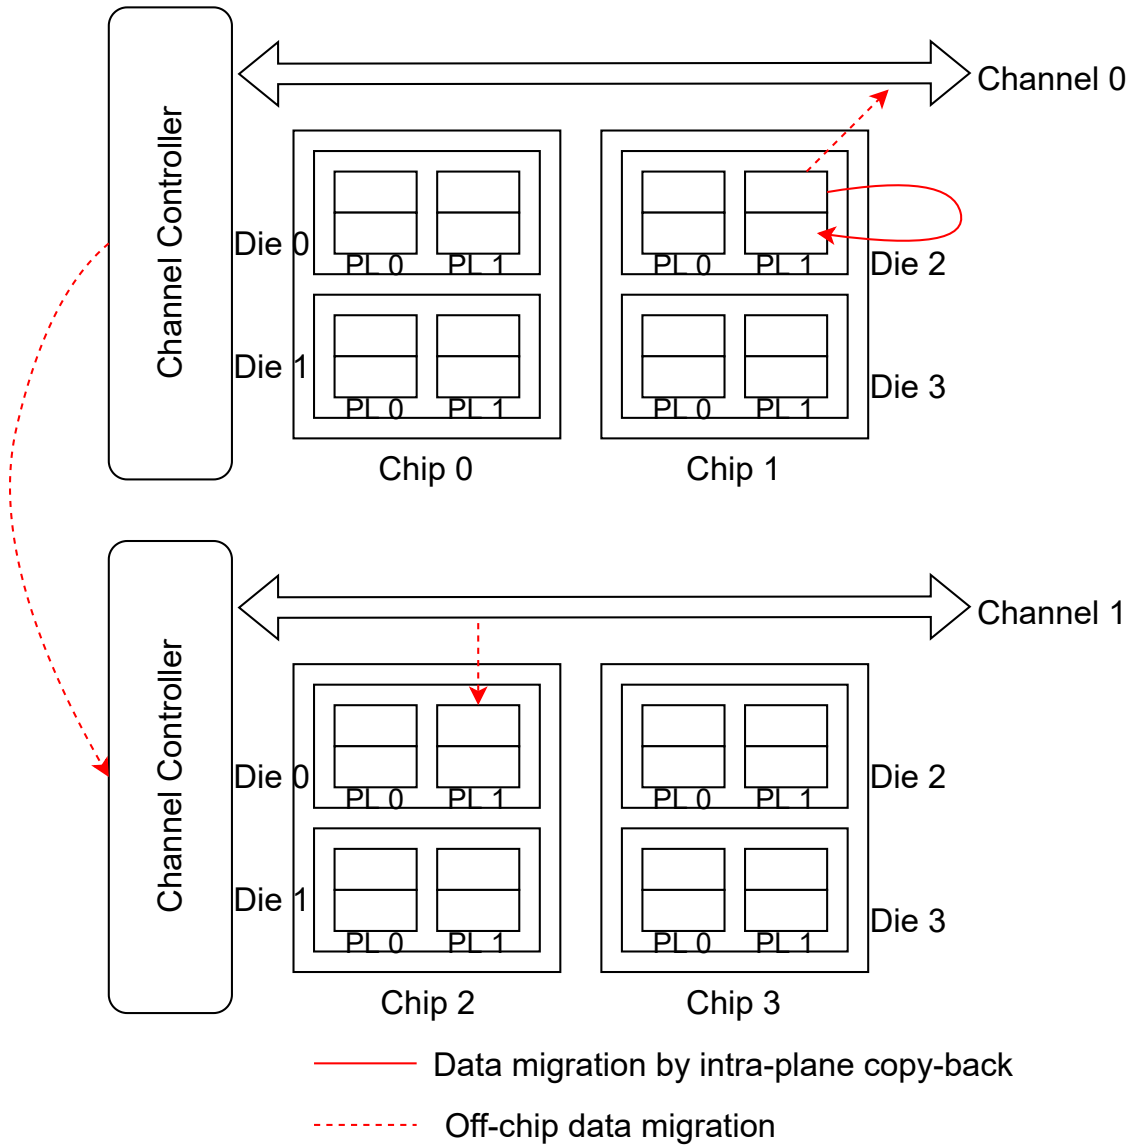 Channel Controller
Channel 0
Die 0
PL 0
PL 1
PL 0
PL 1
Die 2
Die 1
PL 0
PL 1
PL 0
PL 1
Die 3
Chip 0
Chip 1
Channel Controller
Channel 1
Die 0
PL 0
PL 1
PL 0
PL 1
Die 2
Die 1
PL 0
PL 1
PL 0
PL 1
Die 3
Chip 2
Chip 3
Data migration by intra-plane copy-back
Off-chip data migration